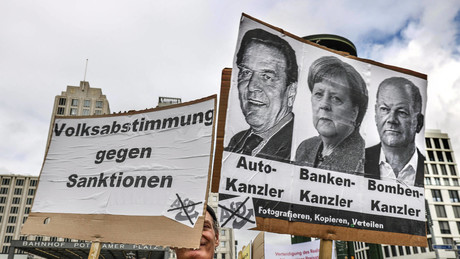 Volksabstimmung
gegen
Sanktionen
Auto-
Kanzler
Banken-
Kanzler
Bomben-
Kanzler
Fotografieren, Kopieren, Verteilen
BAHNHOF POTSDAMER PLATZ